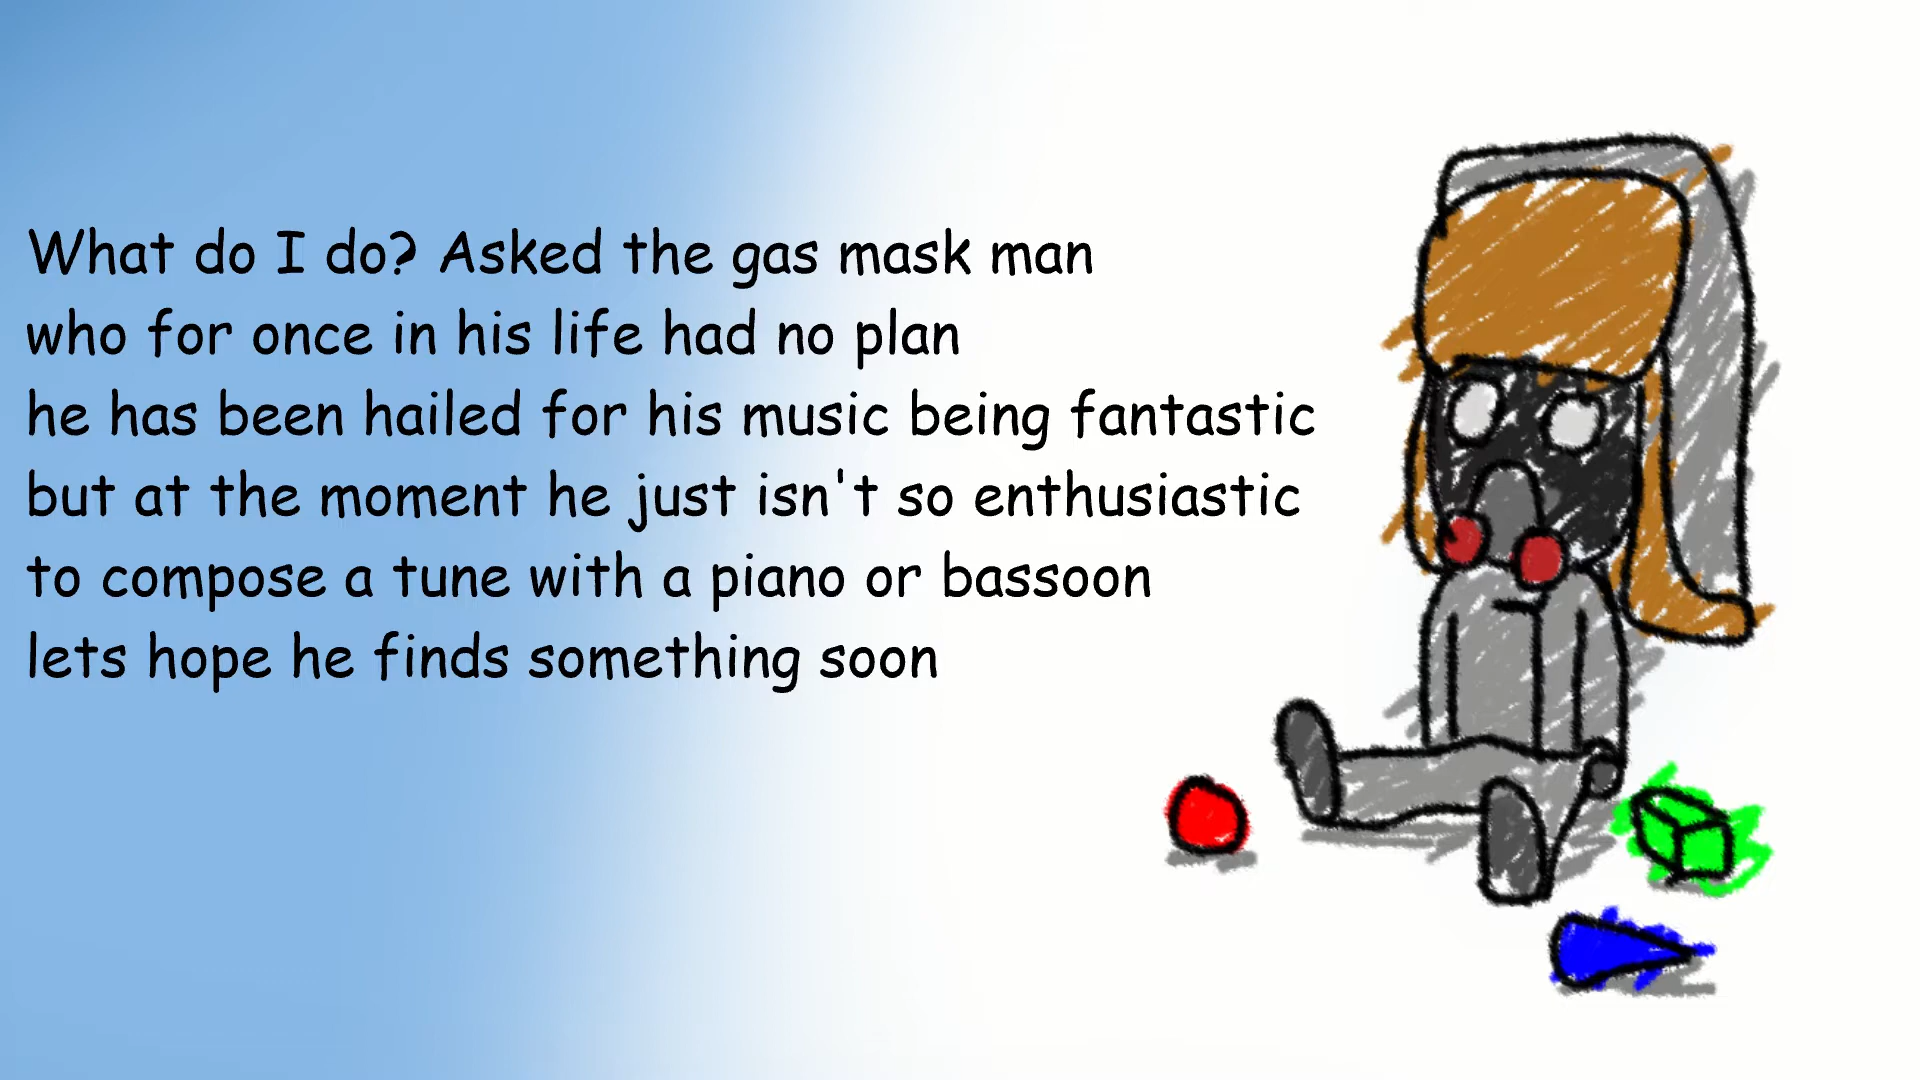 What do I do? Asked the gas mask man
who for once in his life had no plan
he has been hailed for his music being fantastic
but at the moment he just isn't so enthusiastic
to compose a tune with a piano or bassoon
lets hope he finds something soon